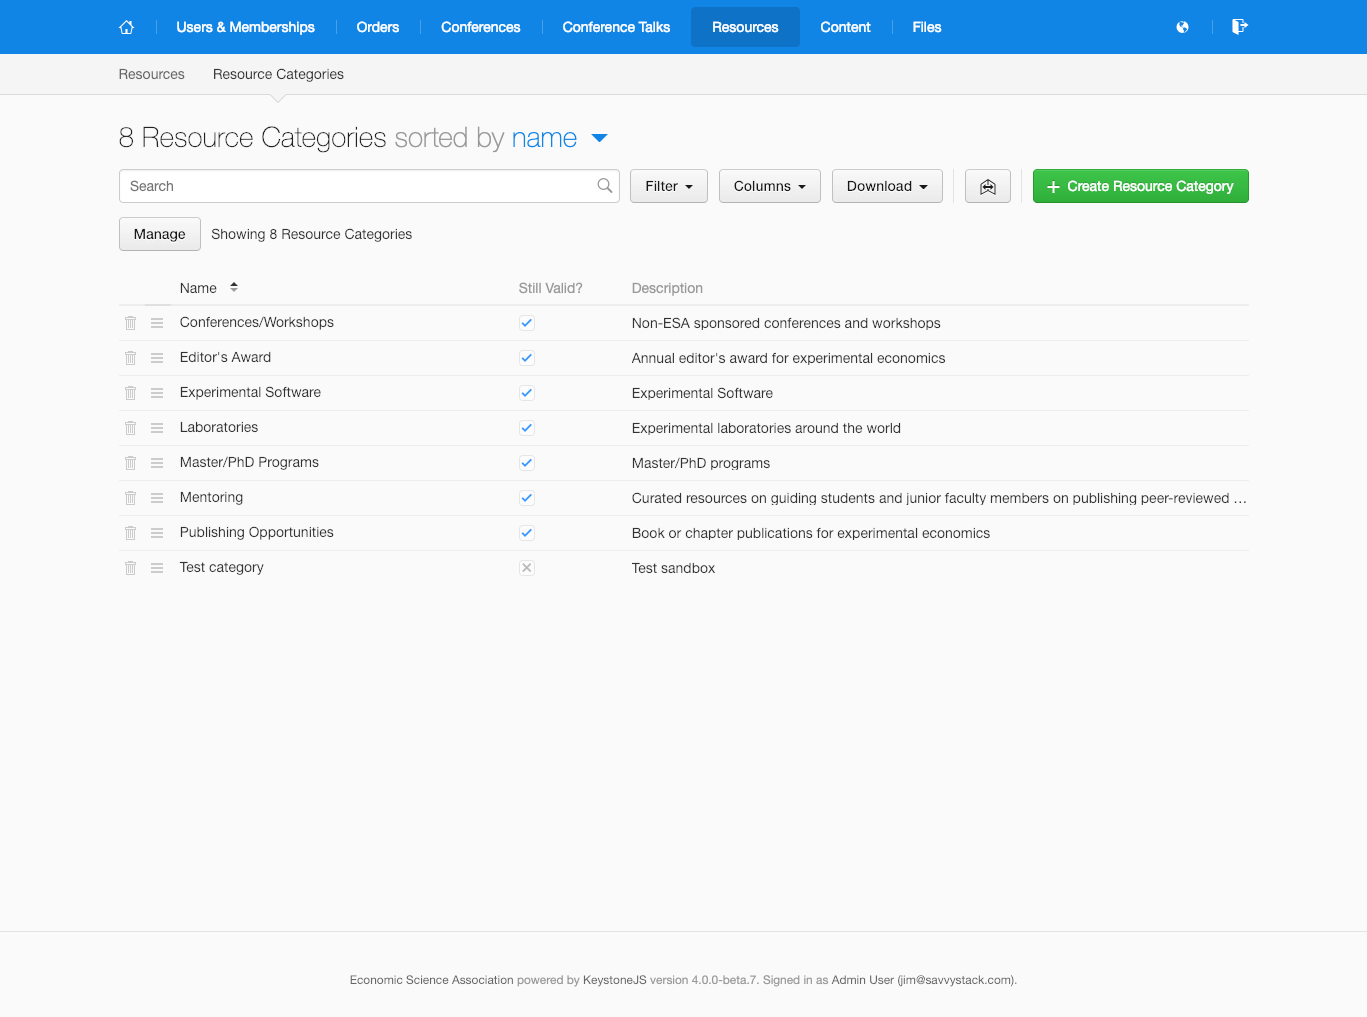 Users & Memberships Orders Conferences Conference Talks Resources Content Files
Resources Resource Categories
8 Resource Categories sorted by name
Search Filter Columns Download + Create Resource Category
Manage Showing 8 Resource Categories
Name Still Valid? Description
Conferences/Workshops Non-ESA sponsored conferences and workshops
Editor's Award Annual editor's award for experimental economics
Experimental Software Experimental Software
Laboratories Experimental laboratories around the world
Master/PhD Programs Master/PhD programs
Mentoring Curated resources on guiding students and junior faculty members on publishing peer-reviewed ...
Publishing Opportunities Book or chapter publications for experimental economics
Test category Test sandbox
Economic Science Association powered by KeystoneJS version 4.0.0-beta.7. Signed in as Admin User (jim@savvystack.com).